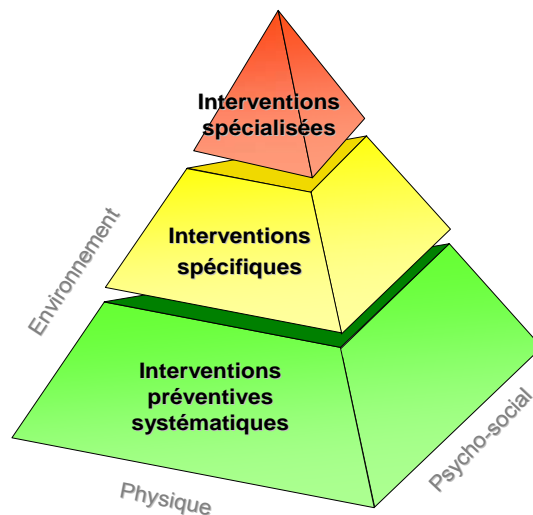 Interventions
spécialisées
Interventions
spécifiques
Environnement
Interventions
préventives
systématiques
Physique
Psycho-social